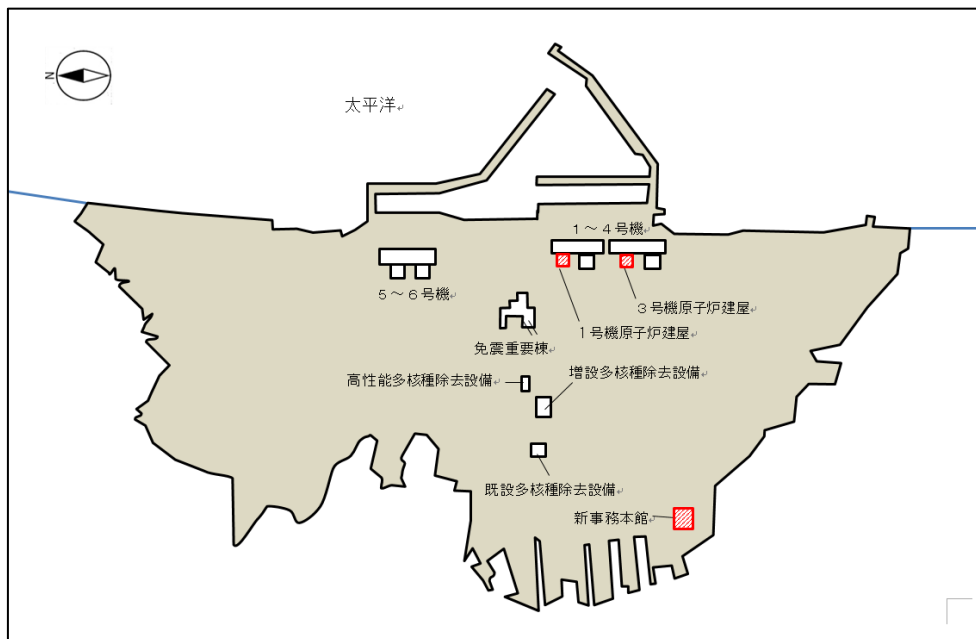 N
太平洋
１～４号機
５～６号機
３号機原子炉建屋
１号機原子炉建屋
免震重要棟
増設多核種除去設備
高性能多核種除去設備
既設多核種除去設備
新事務本館